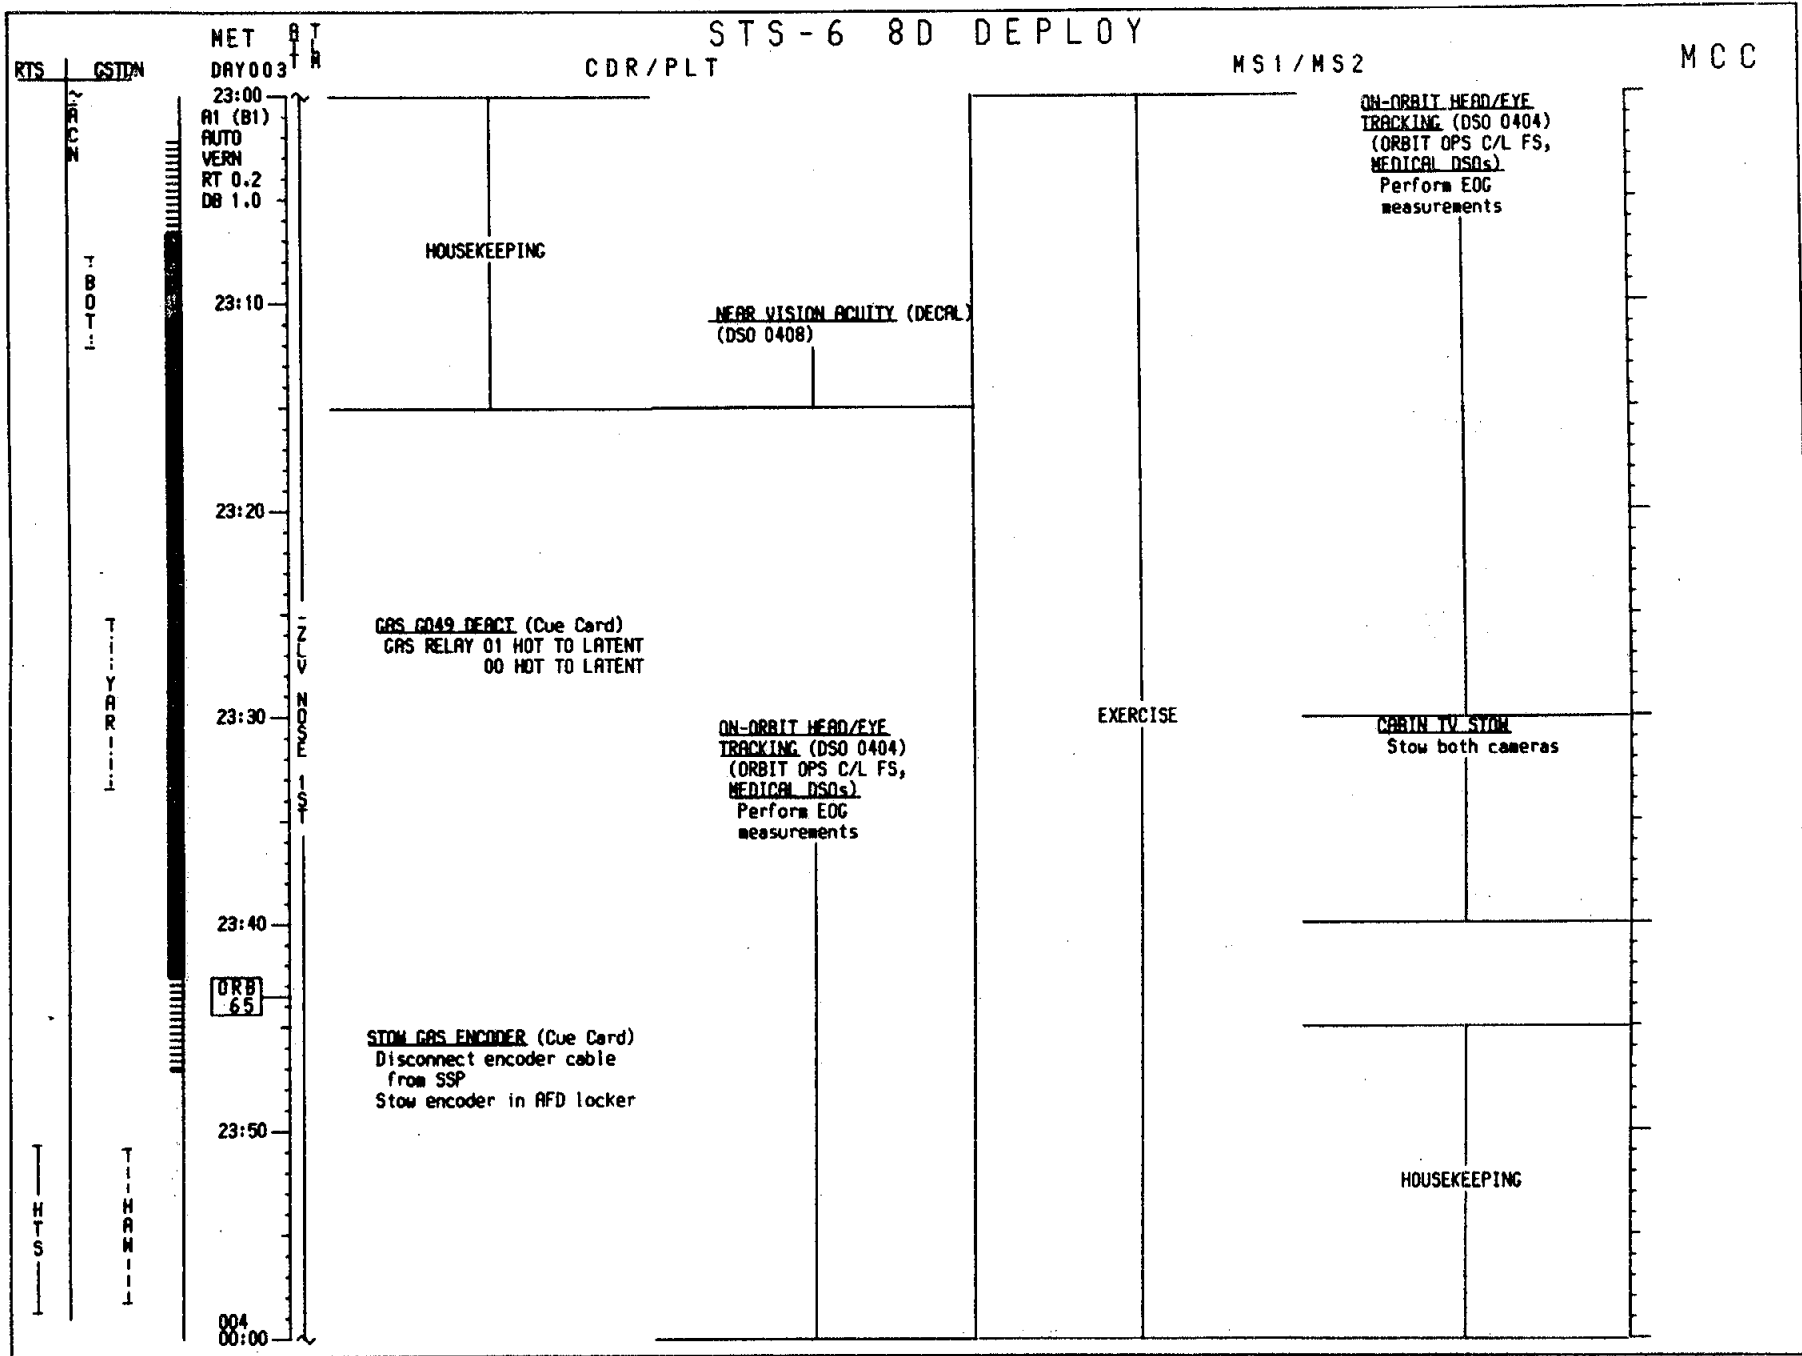 STS-6 8D DEPLOY
MET
ATT
TLA
RTS
GSTDN
DAY003
CDR/PLT
MS1/MS2
MCC
23:00
A1 (B1)
AUTO
VERN
RT 0.2
DB 1.0
ACN
HOUSEKEEPING
ON-ORBIT HEAD/EYE
TRACKING (DSO 0404)
(ORBIT OPS C/L FS,
MEDICAL DSOs)
Perform EOG
measurements
BOT
23:10
NEAR VISION ACUITY (DECAL)
(DSO 0408)
23:20
YAR
-ZLV NOSE 1ST
GAS G049 DEACT (Cue Card)
GAS RELAY 01 HOT TO LATENT
00 HOT TO LATENT
23:30
ON-ORBIT HEAD/EYE
TRACKING (DSO 0404)
(ORBIT OPS C/L FS,
MEDICAL DSOs)
Perform EOG
measurements
EXERCISE
CABIN TV STOW
Stow both cameras
23:40
ORB
65
STOW GAS ENCODER (Cue Card)
Disconnect encoder cable
from SSP
Stow encoder in AFD locker
23:50
HTS
HAW
HOUSEKEEPING
004
00:00